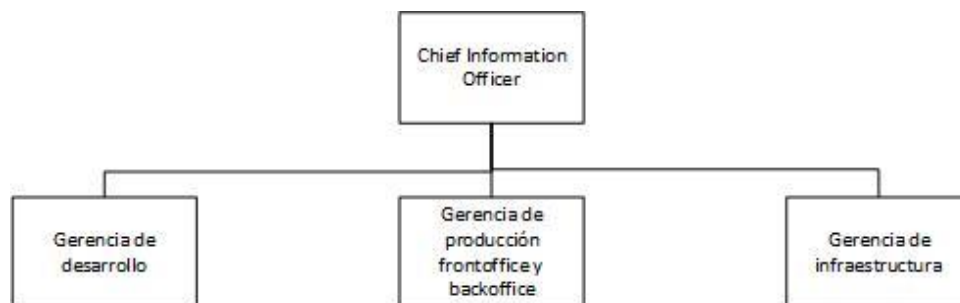 Chief Information
Officer
Gerencia de
desarrollo
Gerencia de
producción
frontoffice y
backoffice
Gerencia de
infraestructura